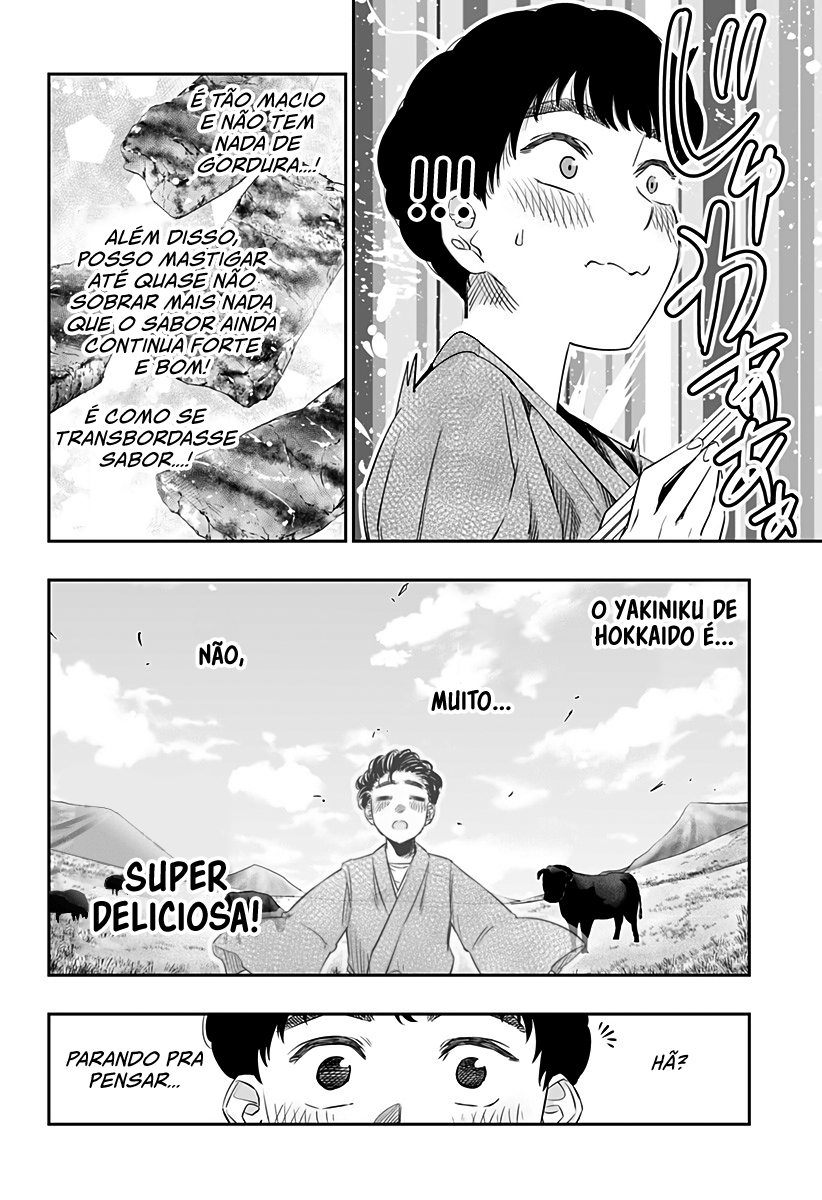 じゅわぁぁぁぁ
!!!
É TÃO MACIO
E NÃO TEM
NADA DE
GORDURA...!
ALÉM DISSO,
POSSO MASTIGAR
ATÉ QUASE NÃO
SOBRAR MAIS NADA
QUE O SABOR AINDA
CONTINUA FORTE
E BOM!
É COMO SE
TRANSBORDASSE
SABOR...!
O YAKINIKU DE
HOKKAIDO É...
MUITO...
NÃO,
SUPER
DELICIOSA!
HÃ?
PARANDO PRA
PENSAR...